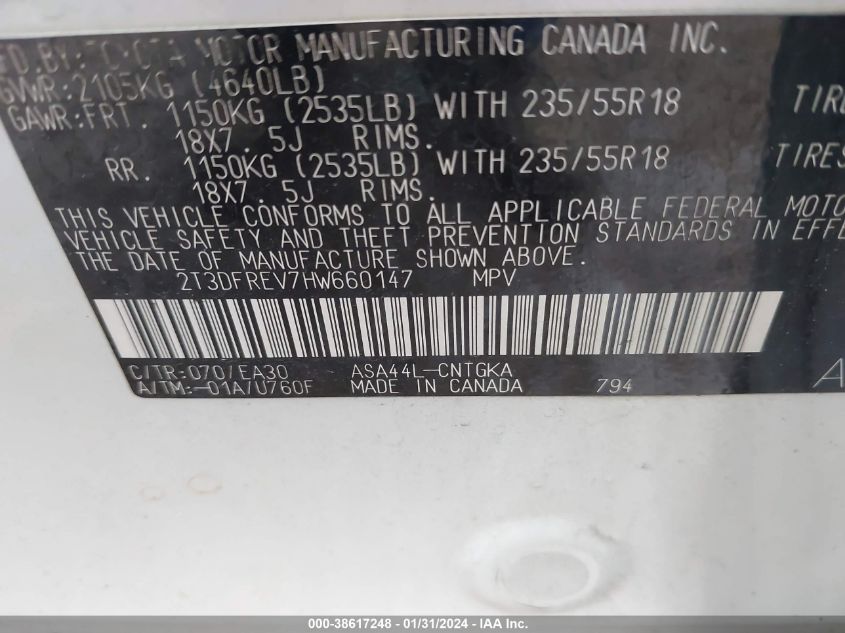 FD.BY:TOYOTA MOTOR MANUFACTURING CANADA INC.
GVWR:2105KG (4640LB)
GAWR:FRT. 1150KG (2535LB) WITH 235/55R18 TIRE
18X7.5J RIMS.
RR. 1150KG (2535LB) WITH 235/55R18 TIRES
18X7.5J RIMS.
THIS VEHICLE CONFORMS TO ALL APPLICABLE FEDERAL MOTO
VEHICLE SAFETY AND THEFT PREVENTION STANDARDS IN EFFE
THE DATE OF MANUFACTURE SHOWN ABOVE.
2T3DFREV7HW660147 MPV
C/TR:070/EA30 ASA44L-CNTGKA
A/TM:-01A/U760F MADE IN CANADA 794 A
000-38617248 - 01/31/2024 - IAA Inc.